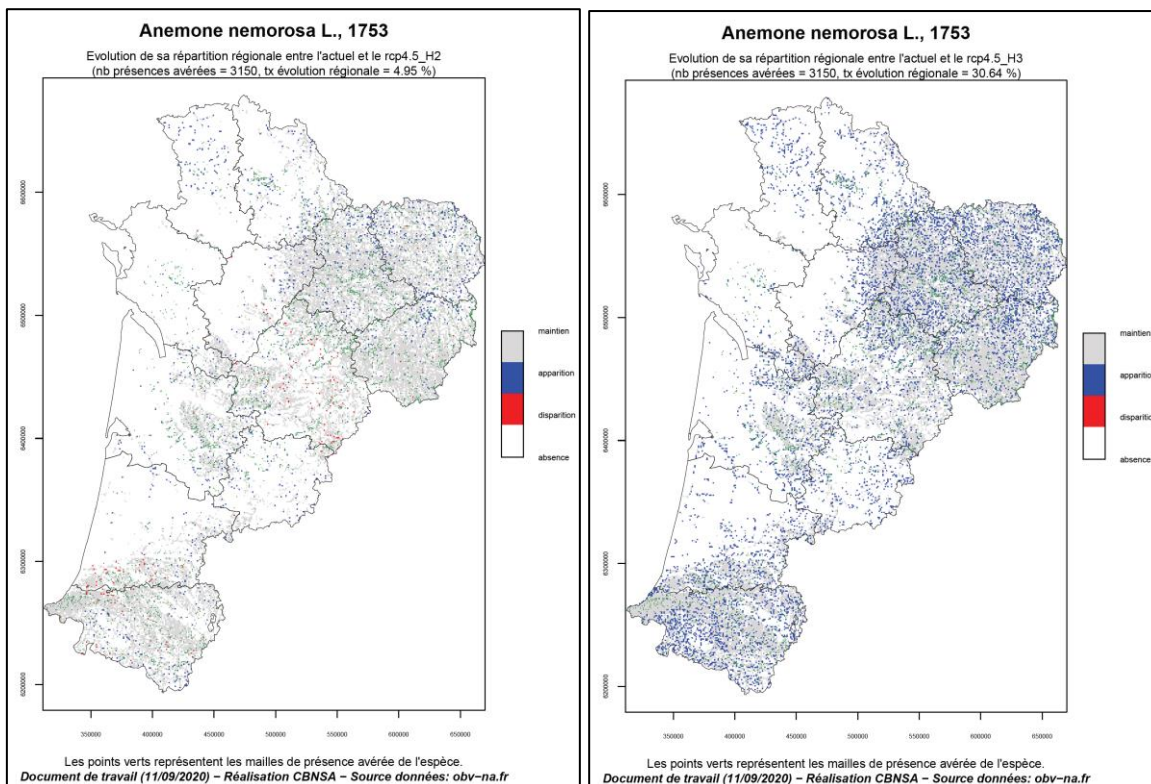 Anemone nemorosa L., 1753
Evolution de sa répartition régionale entre l'actuel et le rcp4.5_H2
(nb présences avérées = 3150, tx évolution régionale = 4.95 %)
6600000
6500000
6400000
6300000
6200000
350000 400000 450000 500000 550000 600000 650000
maintien
apparition
disparition
absence
Les points verts représentent les mailles de présence avérée de l'espèce.
Document de travail (11/09/2020) − Réalisation CBNSA − Source données: obv−na.fr
Anemone nemorosa L., 1753
Evolution de sa répartition régionale entre l'actuel et le rcp4.5_H3
(nb présences avérées = 3150, tx évolution régionale = 30.64 %)
6600000
6500000
6400000
6300000
6200000
350000 400000 450000 500000 550000 600000 650000
maintien
apparitio
disparitio
absence
Les points verts représentent les mailles de présence avérée de l'espèce.
Document de travail (11/09/2020) − Réalisation CBNSA − Source données: obv−na.fr